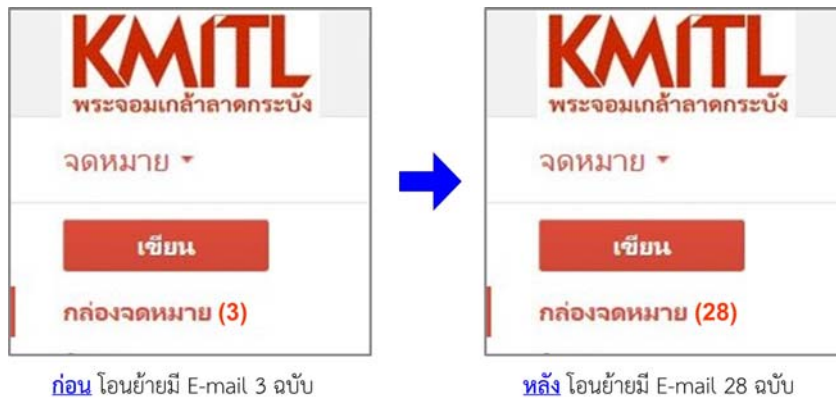 KMITL
พระจอมเกล้าลาดกระบัง
จดหมาย
เขียน
กล่องจดหมาย (3)
ก่อน โอนย้ายมี E-mail 3 ฉบับ
KMITL
พระจอมเกล้าลาดกระบัง
จดหมาย
เขียน
กล่องจดหมาย (28)
หลัง โอนย้ายมี E-mail 28 ฉบับ